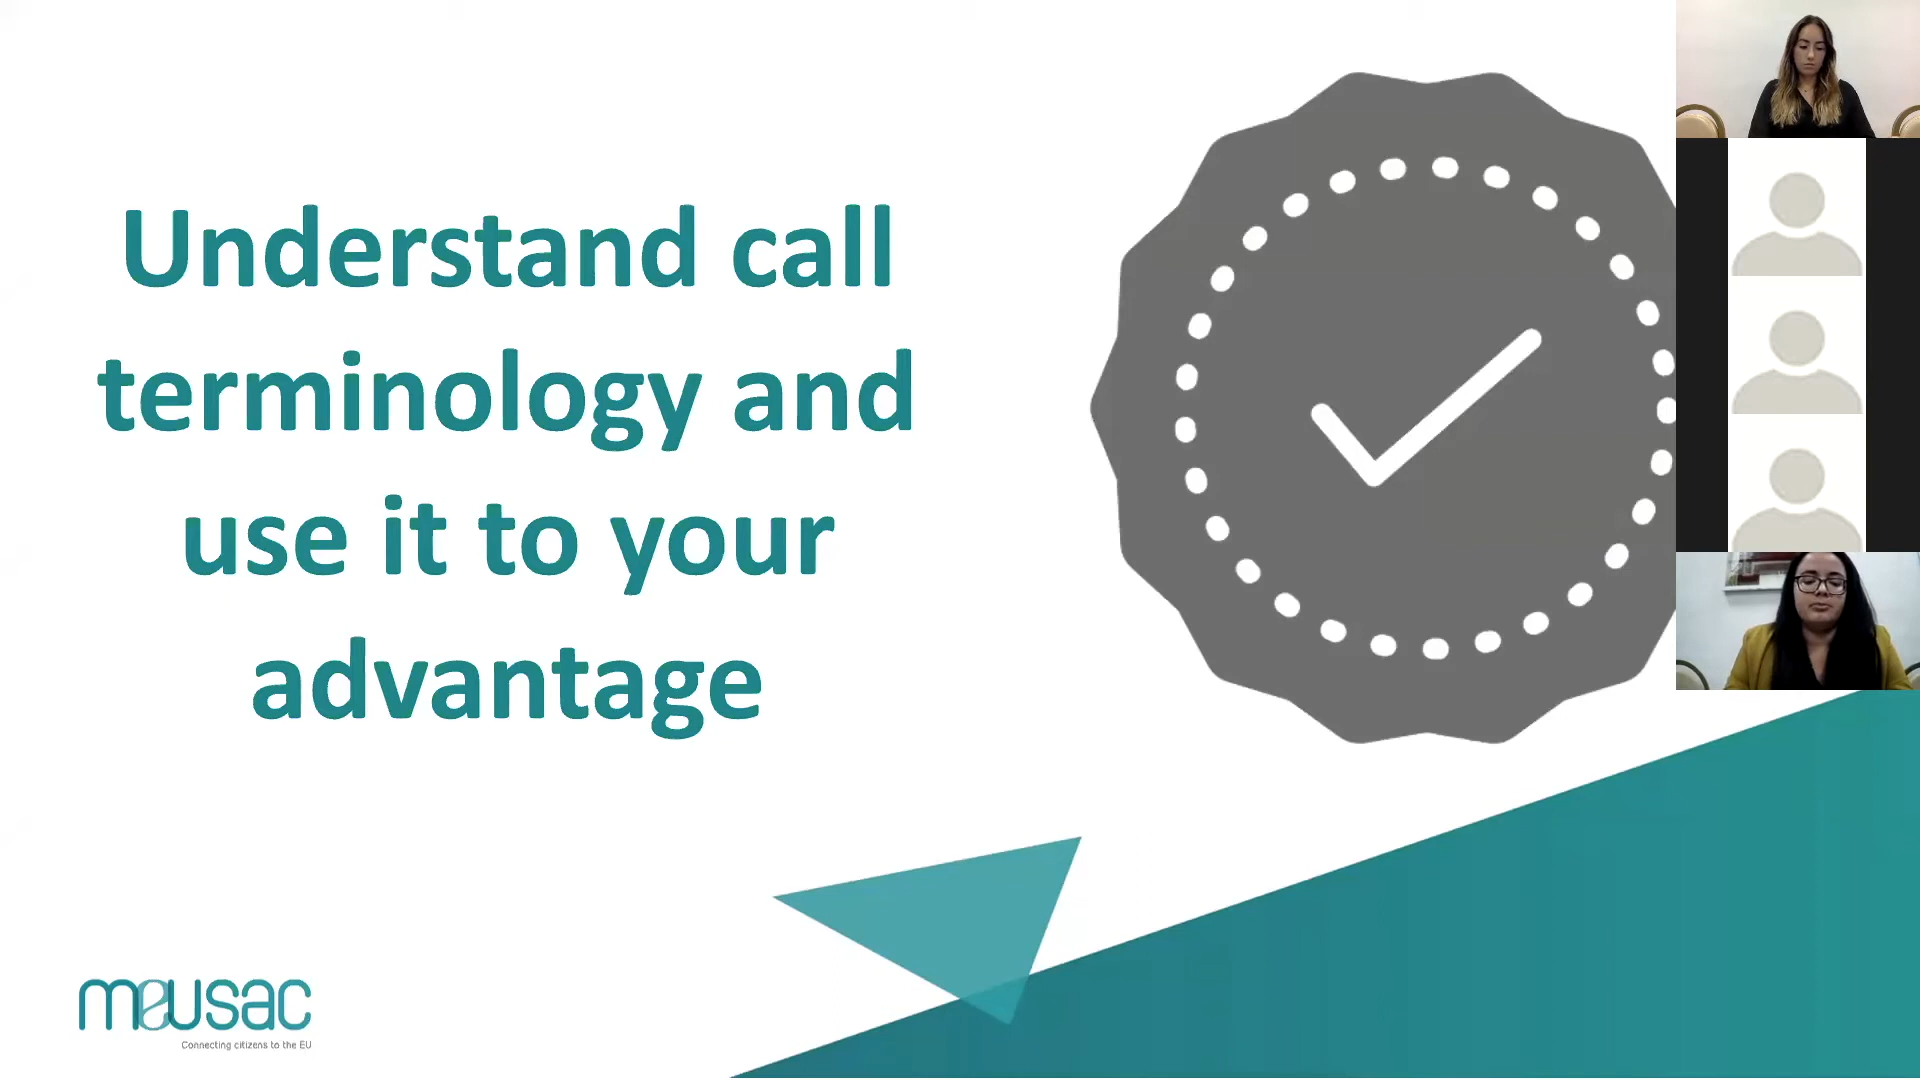 Understand call
terminology and
use it to your
advantage
meusac
Connecting citizens to the EU